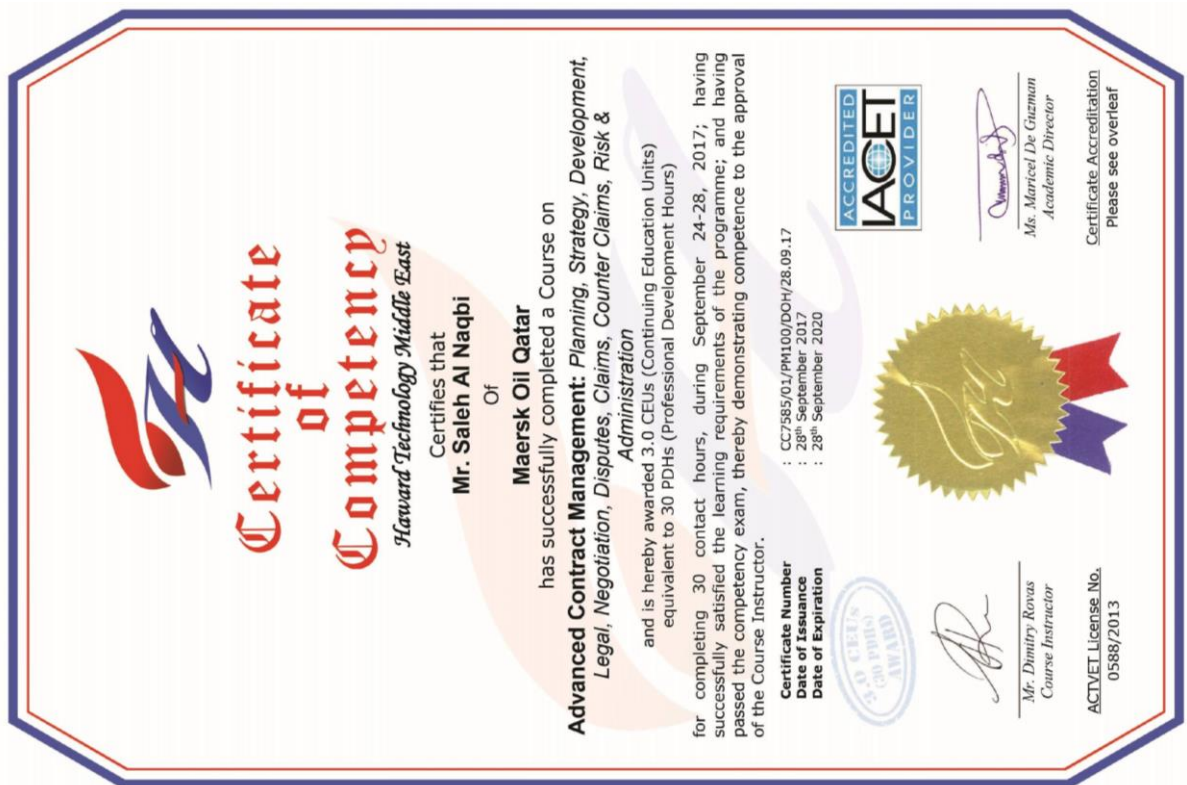 Certificate
of
Competency
Haward Technology Middle East
Certifies that
Mr. Saleh Al Naqbi
Of
Maersk Oil Qatar
has successfully completed a Course on
Advanced Contract Management: Planning, Strategy, Development,
Legal, Negotiation, Disputes, Claims, Counter Claims, Risk &
Administration
and is hereby awarded 3.0 CEUs (Continuing Education Units)
equivalent to 30 PDHs (Professional Development Hours)
for completing 30 contact hours, during September 24-28, 2017; having
successfully satisfied the learning requirements of the programme; and having
passed the competency exam, thereby demonstrating competence to the approval
of the Course Instructor.
Certificate Number : CC7585/01/PM100/DOH/28.09.17
Date of Issuance : 28th September 2017
Date of Expiration : 28th September 2020
3.0 CEUs
(30 PDHs)
AWARD
ACCREDITED
IACET
PROVIDER
Mr. Dimitry Rovas
Course Instructor
Ms. Maricel De Guzman
Academic Director
ACTVET License No.
0588/2013
Certificate Accreditation
Please see overleaf